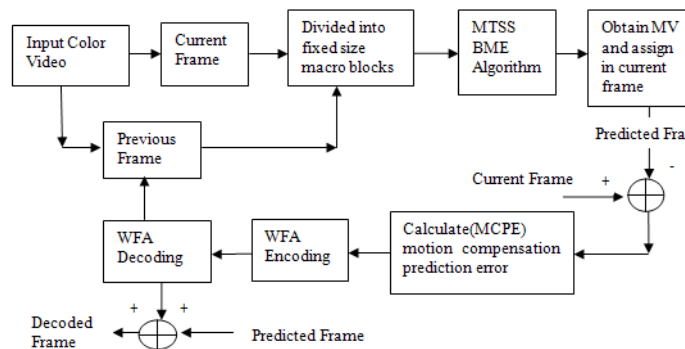 Input Color
Video
Current
Frame
Divided into
fixed size
macro blocks
MTSS
BME
Algorithm
Obtain MV
and assign
in current
frame
Previous
Frame
Predicted Fra
-
Current Frame
+
WFA
Decoding
WFA
Encoding
Calculate(MCPE)
motion compensation
prediction error
+
+
Decoded
Frame
Predicted Frame